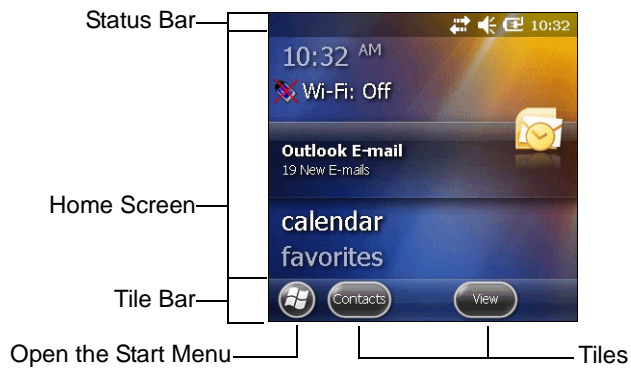 Status Bar
10:32
10:32 AM
Wi-Fi: Off
Outlook E-mail
19 New E-mails
Home Screen
calendar
favorites
Tile Bar
Contacts
View
Open the Start Menu
Tiles